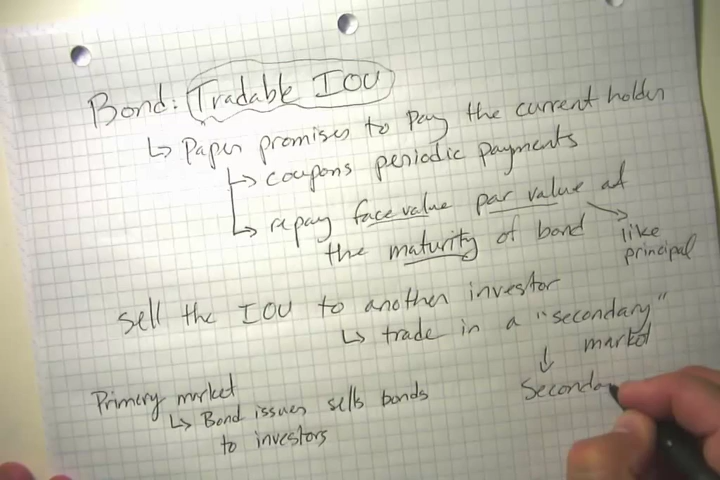 Bond: Tradable IOU
↳ Paper promises to pay the current holder
↳ coupons periodic payments
↳ repay face value par value at
the maturity of bond
like
principal
Sell the IOU to another investor
↳ trade in a "secondary"
market
Primary market
↳ Bond issues sells bonds
to investors
↓
Seconda